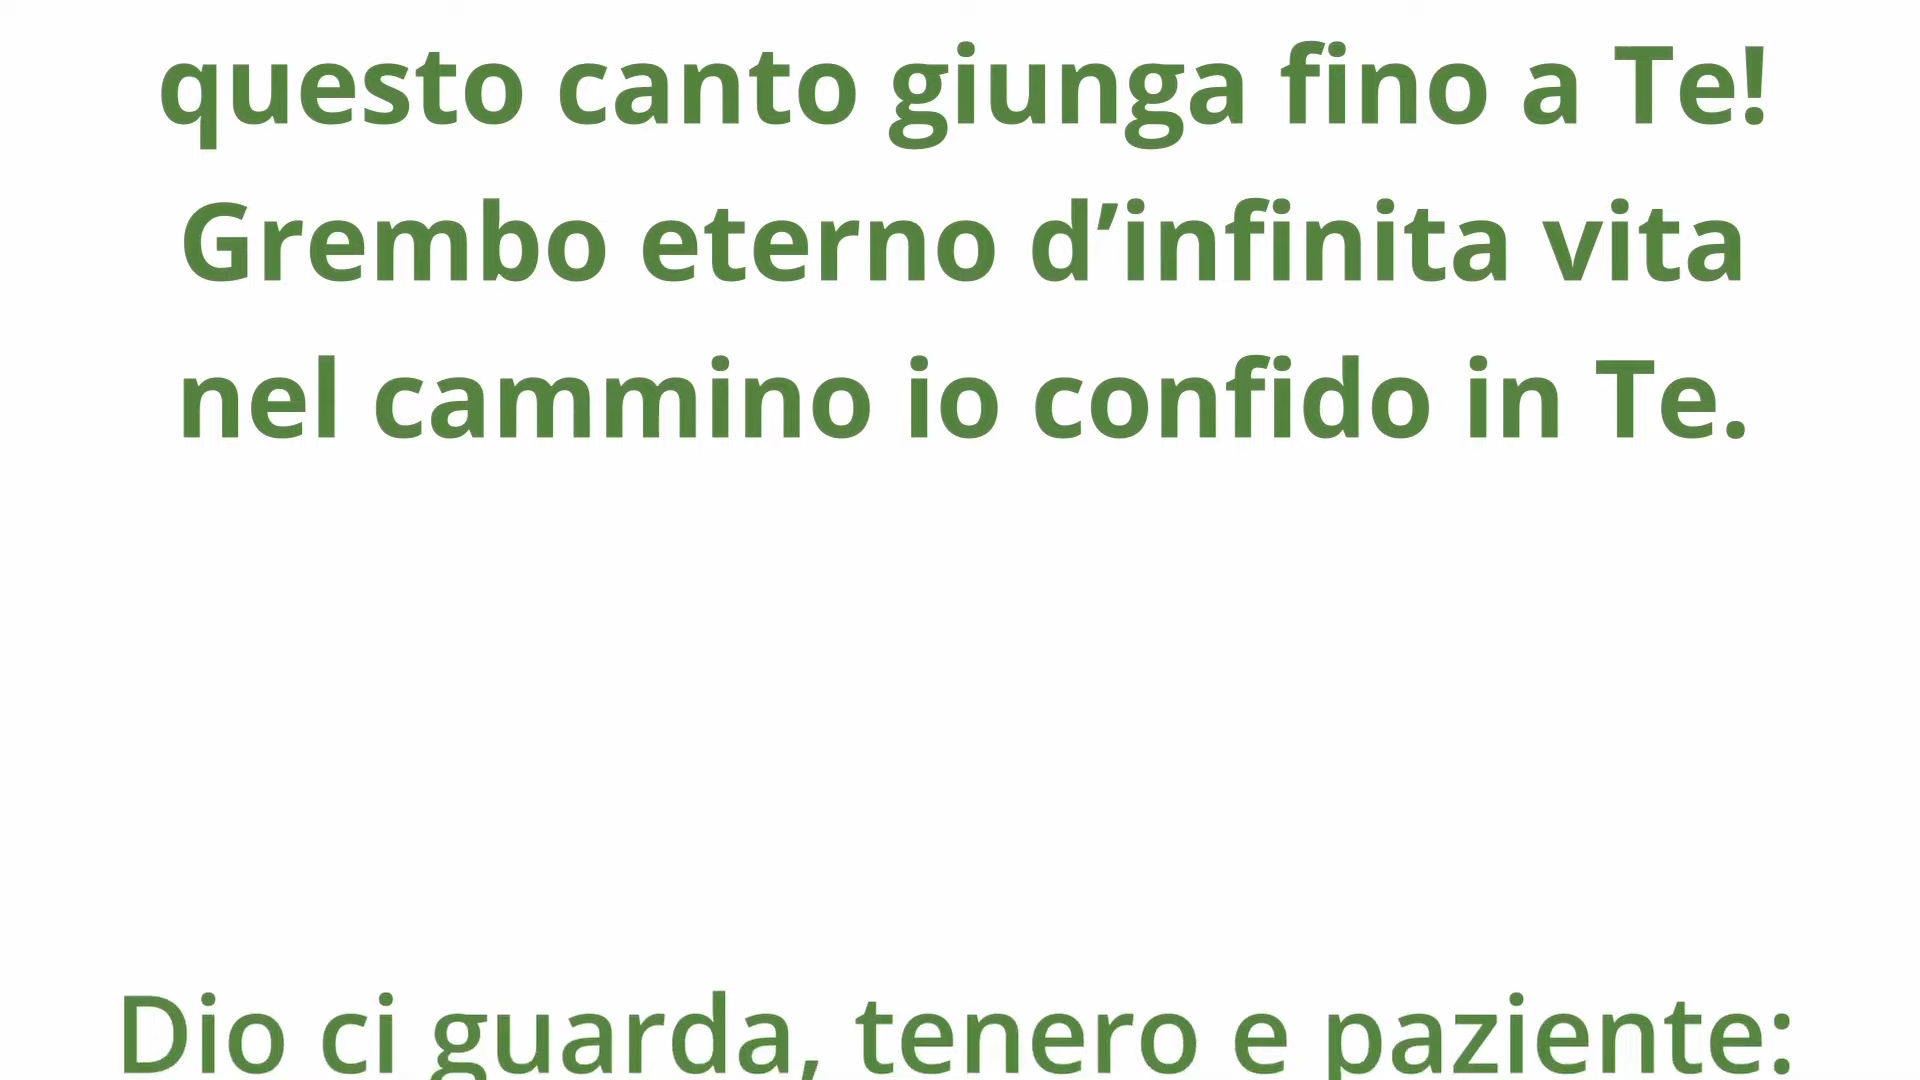 questo canto giunga fino a Te!
Grembo eterno d’infinita vita
nel cammino io confido in Te.
Dio ci guarda, tenero e paziente: